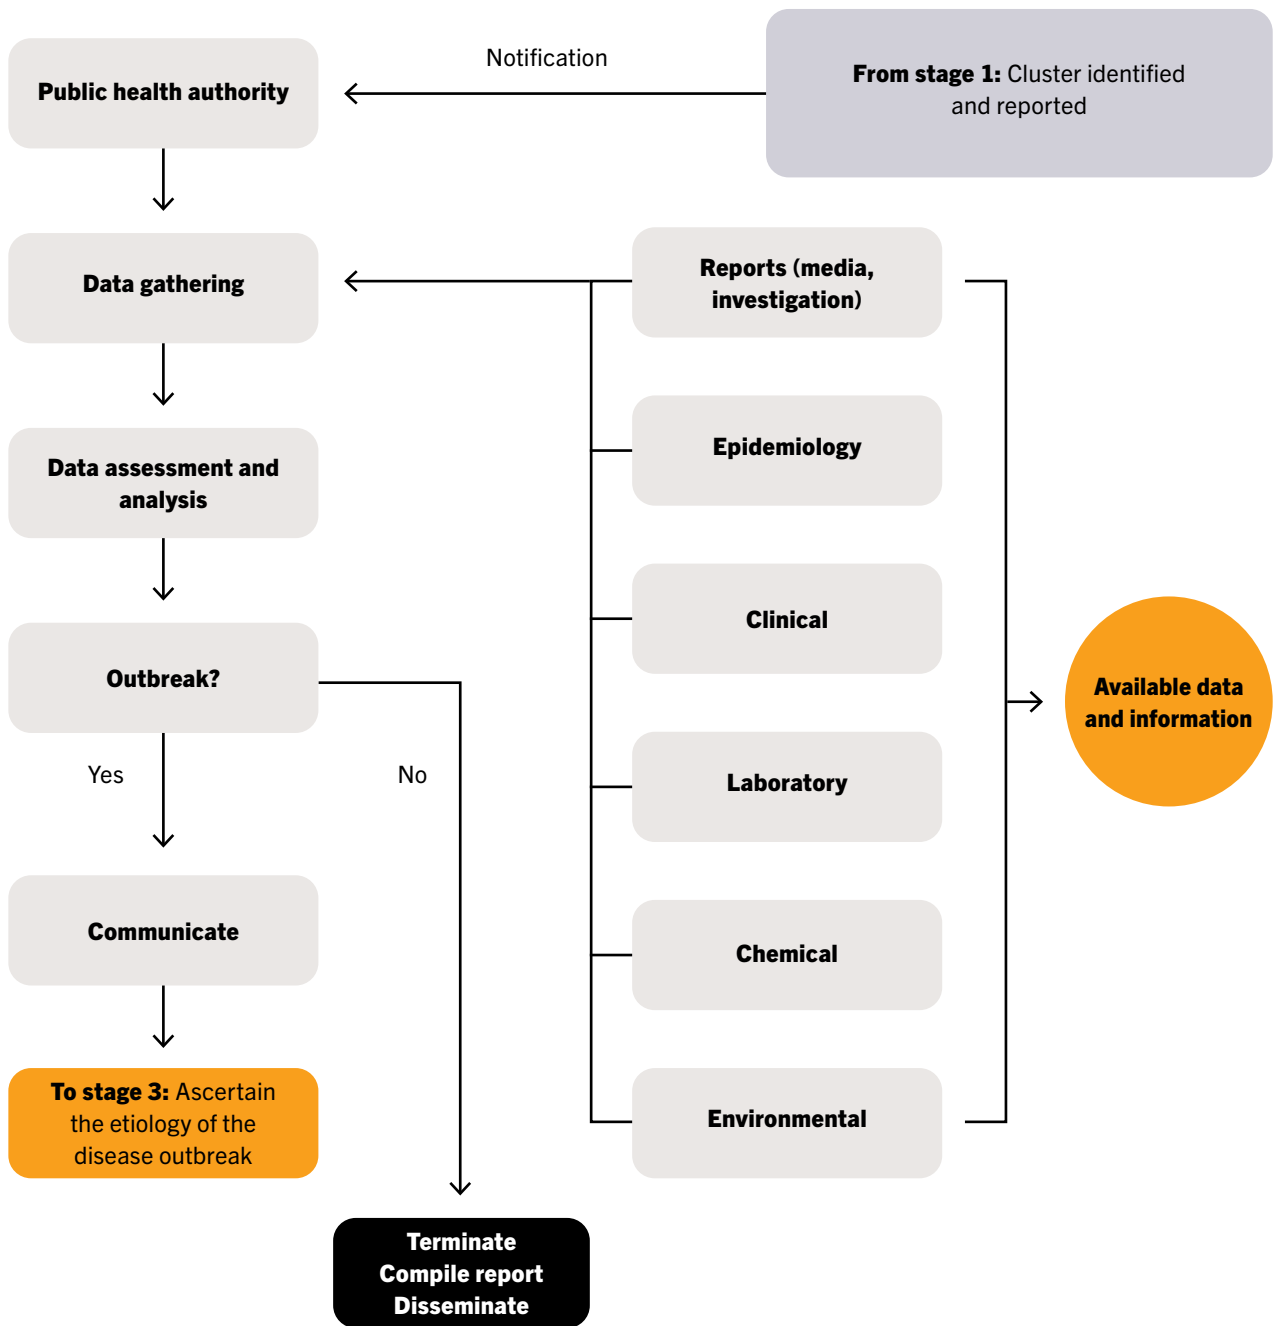 Public health authority
Notification
From stage 1: Cluster identified
and reported
Data gathering
Reports (media,
investigation)
Data assessment and
analysis
Epidemiology
Clinical
Outbreak?
Yes
No
Laboratory
Available data
and information
Communicate
Chemical
To stage 3: Ascertain
the etiology of the
disease outbreak
Environmental
Terminate
Compile report
Disseminate